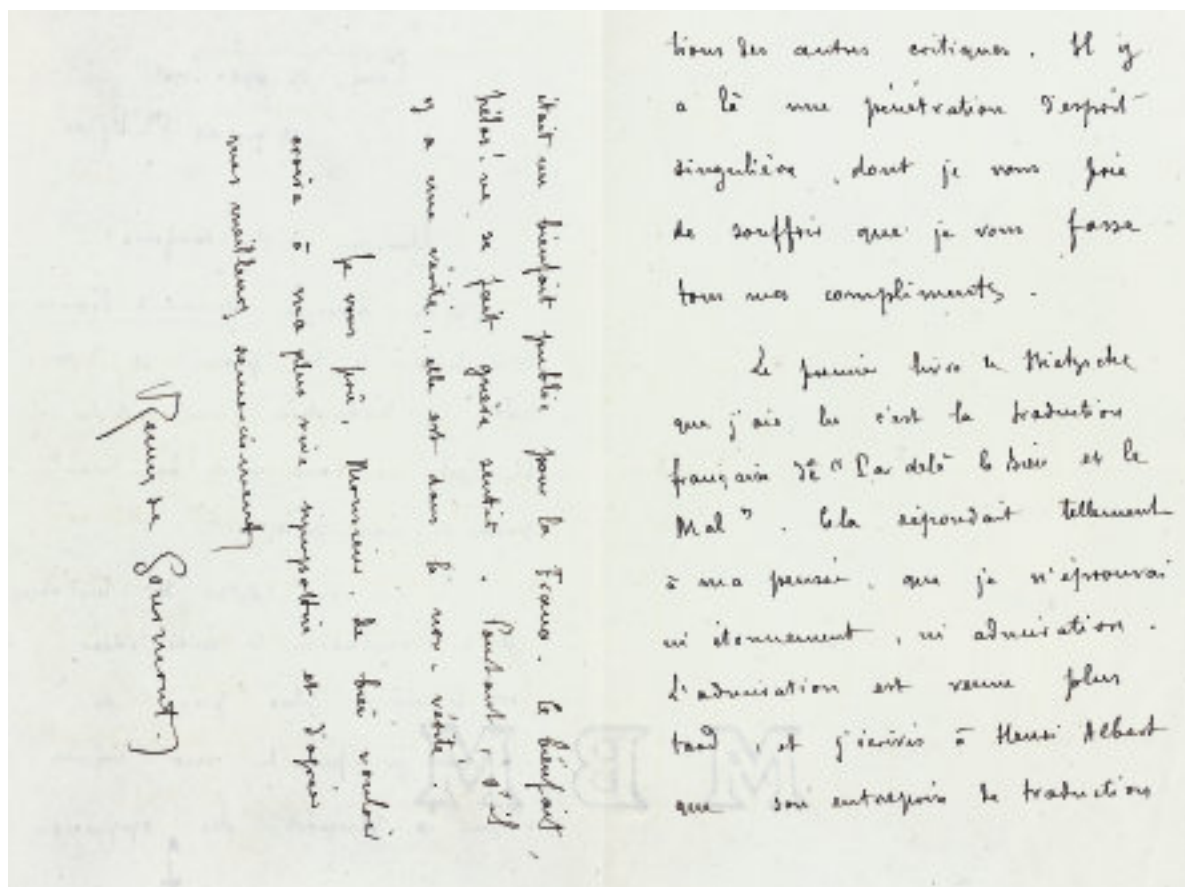 tions des autres critiques. Il y
a là une pénétration d'esprit
singulière, dont je vous prie
de souffrir que je vous fasse
tous mes compliments.
Le premier livre de Nietzsche
que j'aie lu c'est la traduction
française de "Par delà le bien et le
Mal". Cela répondait tellement
à ma pensée, que je n'éprouvai
ni étonnement, ni admiration.
L'admiration est venue plus
tard, et j'écrivis à Henri Albert
que son entreprise de traduction
était un bienfait public pour la France. Ce bienfait,
hélas! ne se fait guère sentir. Pourtant, s'il
y a une vérité, elle est dans la non-vérité.
Je vous prie, Monsieur, de bien vouloir
croire à ma plus vive sympathie et d'agréer
mes meilleurs remerciements
Remy de Gourmont
MBM